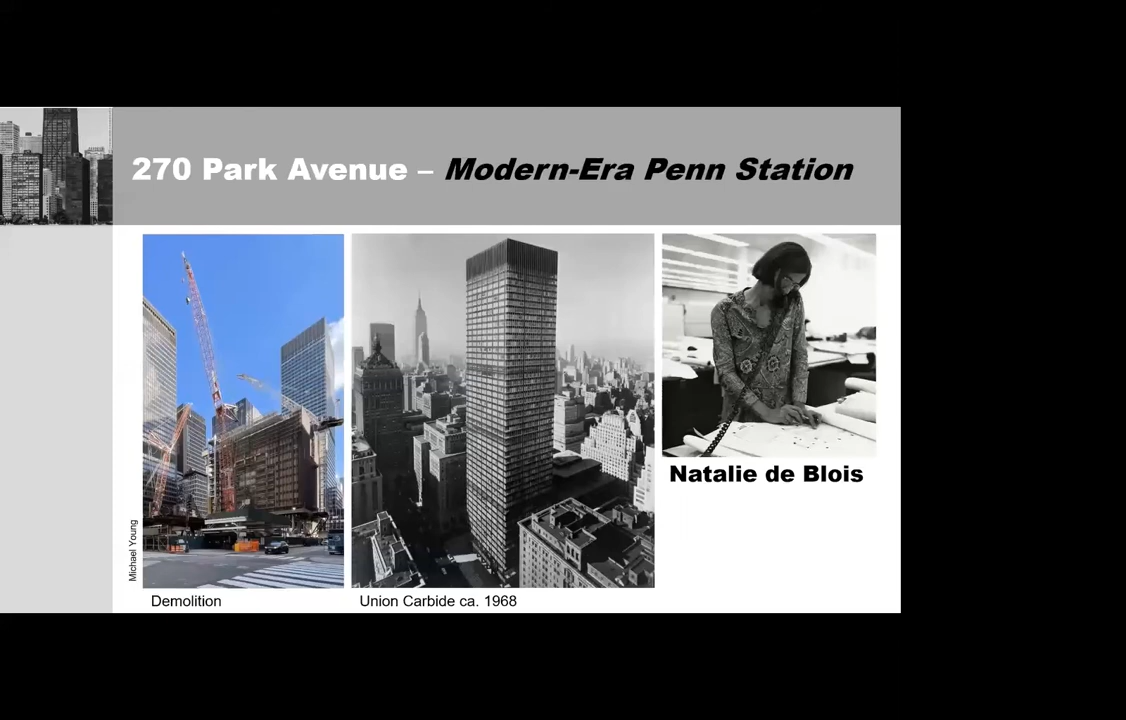 270 Park Avenue – Modern-Era Penn Station
Michael Young
Natalie de Blois
Demolition
Union Carbide ca. 1968